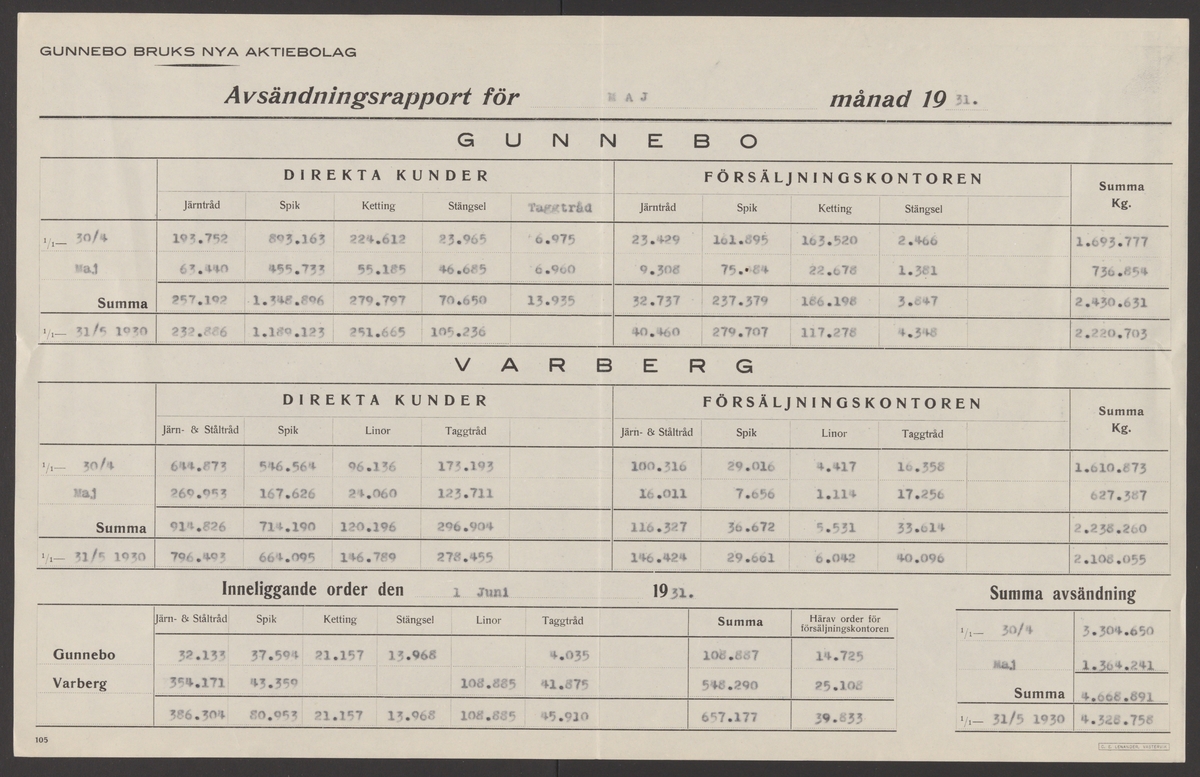 GUNNEBO BRUKS NYA AKTIEBOLAG
Avsändningsrapport för MAJ månad 19 31.
GUNNEBO
DIREKTA KUNDER FÖRSÄLJNINGSKONTOREN Summa Kg.
Järntråd Spik Ketting Stängsel Taggtråd Järntråd Spik Ketting Stängsel
1/1— 30/4 193.752 893.163 224.612 23.965 6.975 23.429 161.895 163.520 2.466 1.693.777
Maj 63.440 455.733 55.185 46.685 6.960 9.308 75.484 22.678 1.381 736.854
Summa 257.192 1.348.896 279.797 70.650 13.935 32.737 237.379 186.198 3.847 2.430.631
1/1— 31/5 1930 232.886 1.189.123 251.665 105.236 40.460 279.707 117.278 4.348 2.220.703
VARBERG
DIREKTA KUNDER FÖRSÄLJNINGSKONTOREN Summa Kg.
Järn- & Ståltråd Spik Linor Taggtråd Järn- & Ståltråd Spik Linor Taggtråd
1/1— 30/4 644.873 546.564 96.136 173.193 100.316 29.016 4.417 16.358 1.610.873
Maj 269.953 167.626 24.060 123.711 16.011 7.656 1.114 17.256 627.387
Summa 914.826 714.190 120.196 296.904 116.327 36.672 5.531 33.614 2.238.260
1/1— 31/5 1930 796.493 664.095 146.789 278.455 146.424 29.661 6.042 40.096 2.108.055
Inneliggande order den 1 Juni 1931. Summa avsändning
Järn- & Ståltråd Spik Ketting Stängsel Linor Taggtråd Summa Härav order för försäljningskontoren
1/1— 30/4 3.304.650
Gunnebo 32.133 37.594 21.157 13.968 4.035 108.887 14.725
Maj 1.364.241
Varberg 354.171 43.359 108.885 41.875 548.290 25.108
Summa 4.668.891
386.304 80.953 21.157 13.968 108.885 45.910 657.177 39.833
1/1— 31/5 1930 4.328.758
105